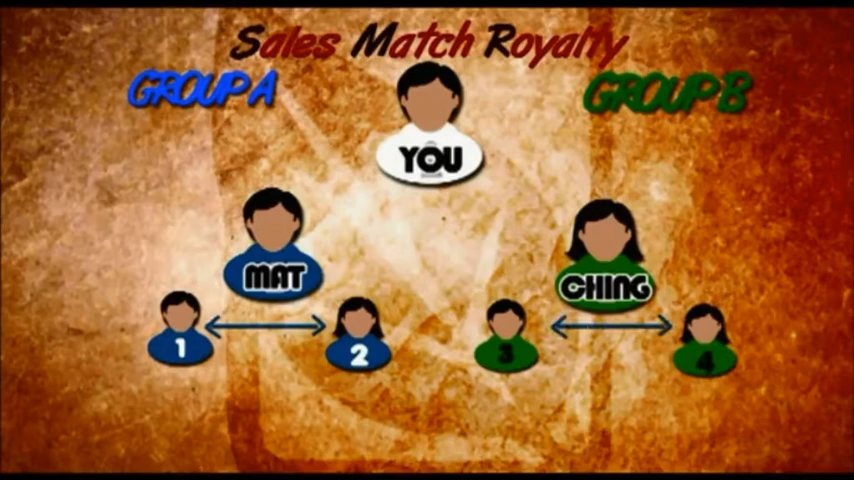 Sales Match Royalty
GROUP A
GROUP B
YOU
MAT
CHING
1
2
3
4